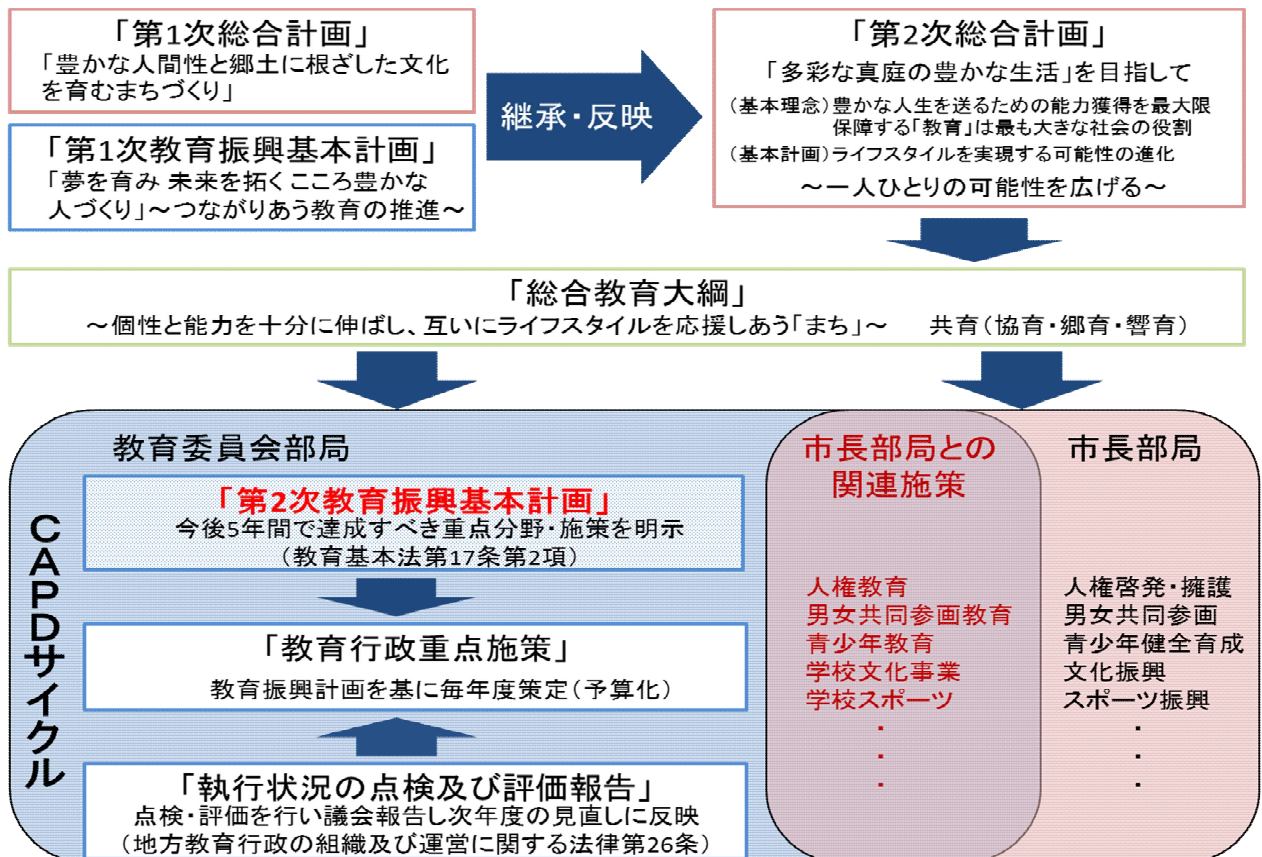 「第1次総合計画」
「豊かな人間性と郷土に根ざした文化
を育むまちづくり」
「第1次教育振興基本計画」
「夢を育み 未来を拓く こころ豊かな
人づくり」～つながりあう教育の推進～
継承・反映
「第2次総合計画」
「多彩な真庭の豊かな生活」を目指して
（基本理念）豊かな人生を送るための能力獲得を最大限
保障する「教育」は最も大きな社会の役割
（基本計画）ライフスタイルを実現する可能性の進化
～一人ひとりの可能性を広げる～
「総合教育大綱」
～個性と能力を十分に伸ばし、互いにライフスタイルを応援しあう「まち」～　共育（協育・郷育・響育）
CAPDサイクル
教育委員会部局
「第2次教育振興基本計画」
今後5年間で達成すべき重点分野・施策を明示
（教育基本法第17条第2項）
「教育行政重点施策」
教育振興計画を基に毎年度策定（予算化）
「執行状況の点検及び評価報告」
点検・評価を行い議会報告し次年度の見直しに反映
（地方教育行政の組織及び運営に関する法律第26条）
市長部局との
関連施策
人権教育
男女共同参画教育
青少年教育
学校文化事業
学校スポーツ
・
・
・
市長部局
人権啓発・擁護
男女共同参画
青少年健全育成
文化振興
スポーツ振興
・
・
・